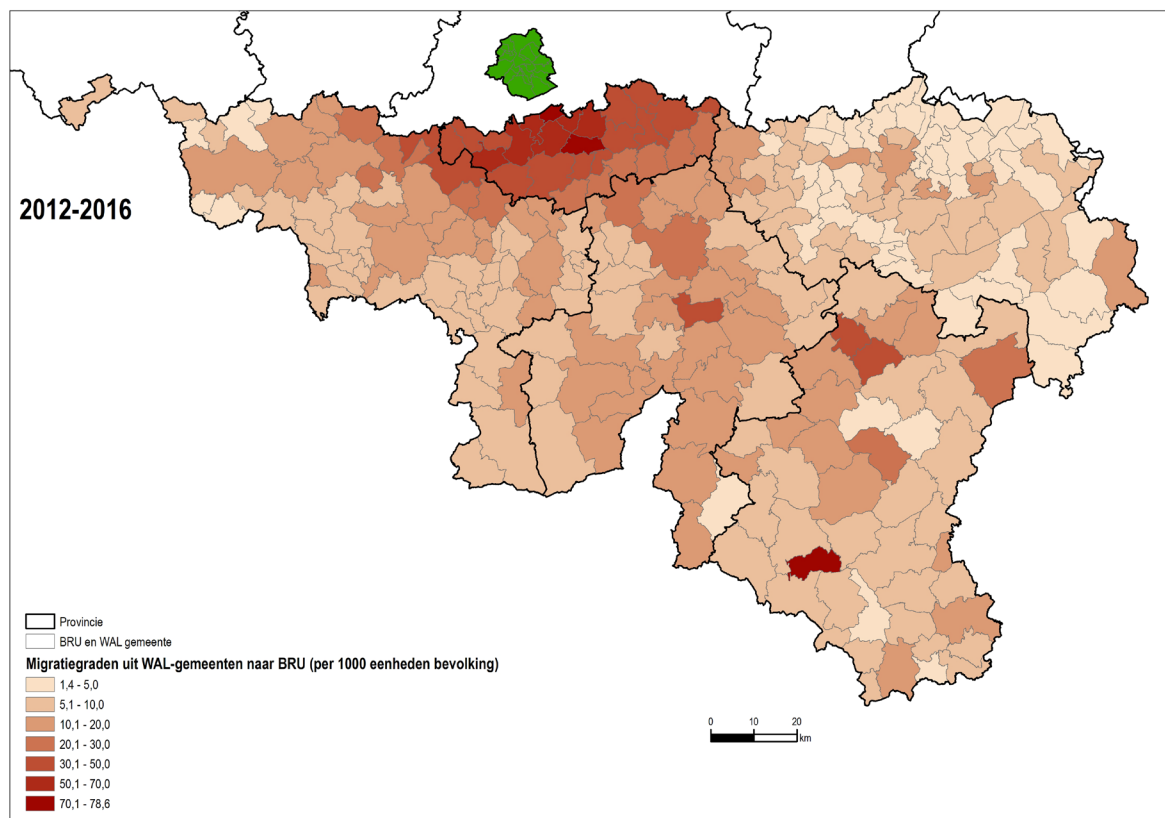 2012-2016
Provincie
BRU en WAL gemeente
Migratiegraden uit WAL-gemeenten naar BRU (per 1000 eenheden bevolking)
1,4 - 5,0
5,1 - 10,0
10,1 - 20,0
20,1 - 30,0
30,1 - 50,0
50,1 - 70,0
70,1 - 78,6
0 10 20
km